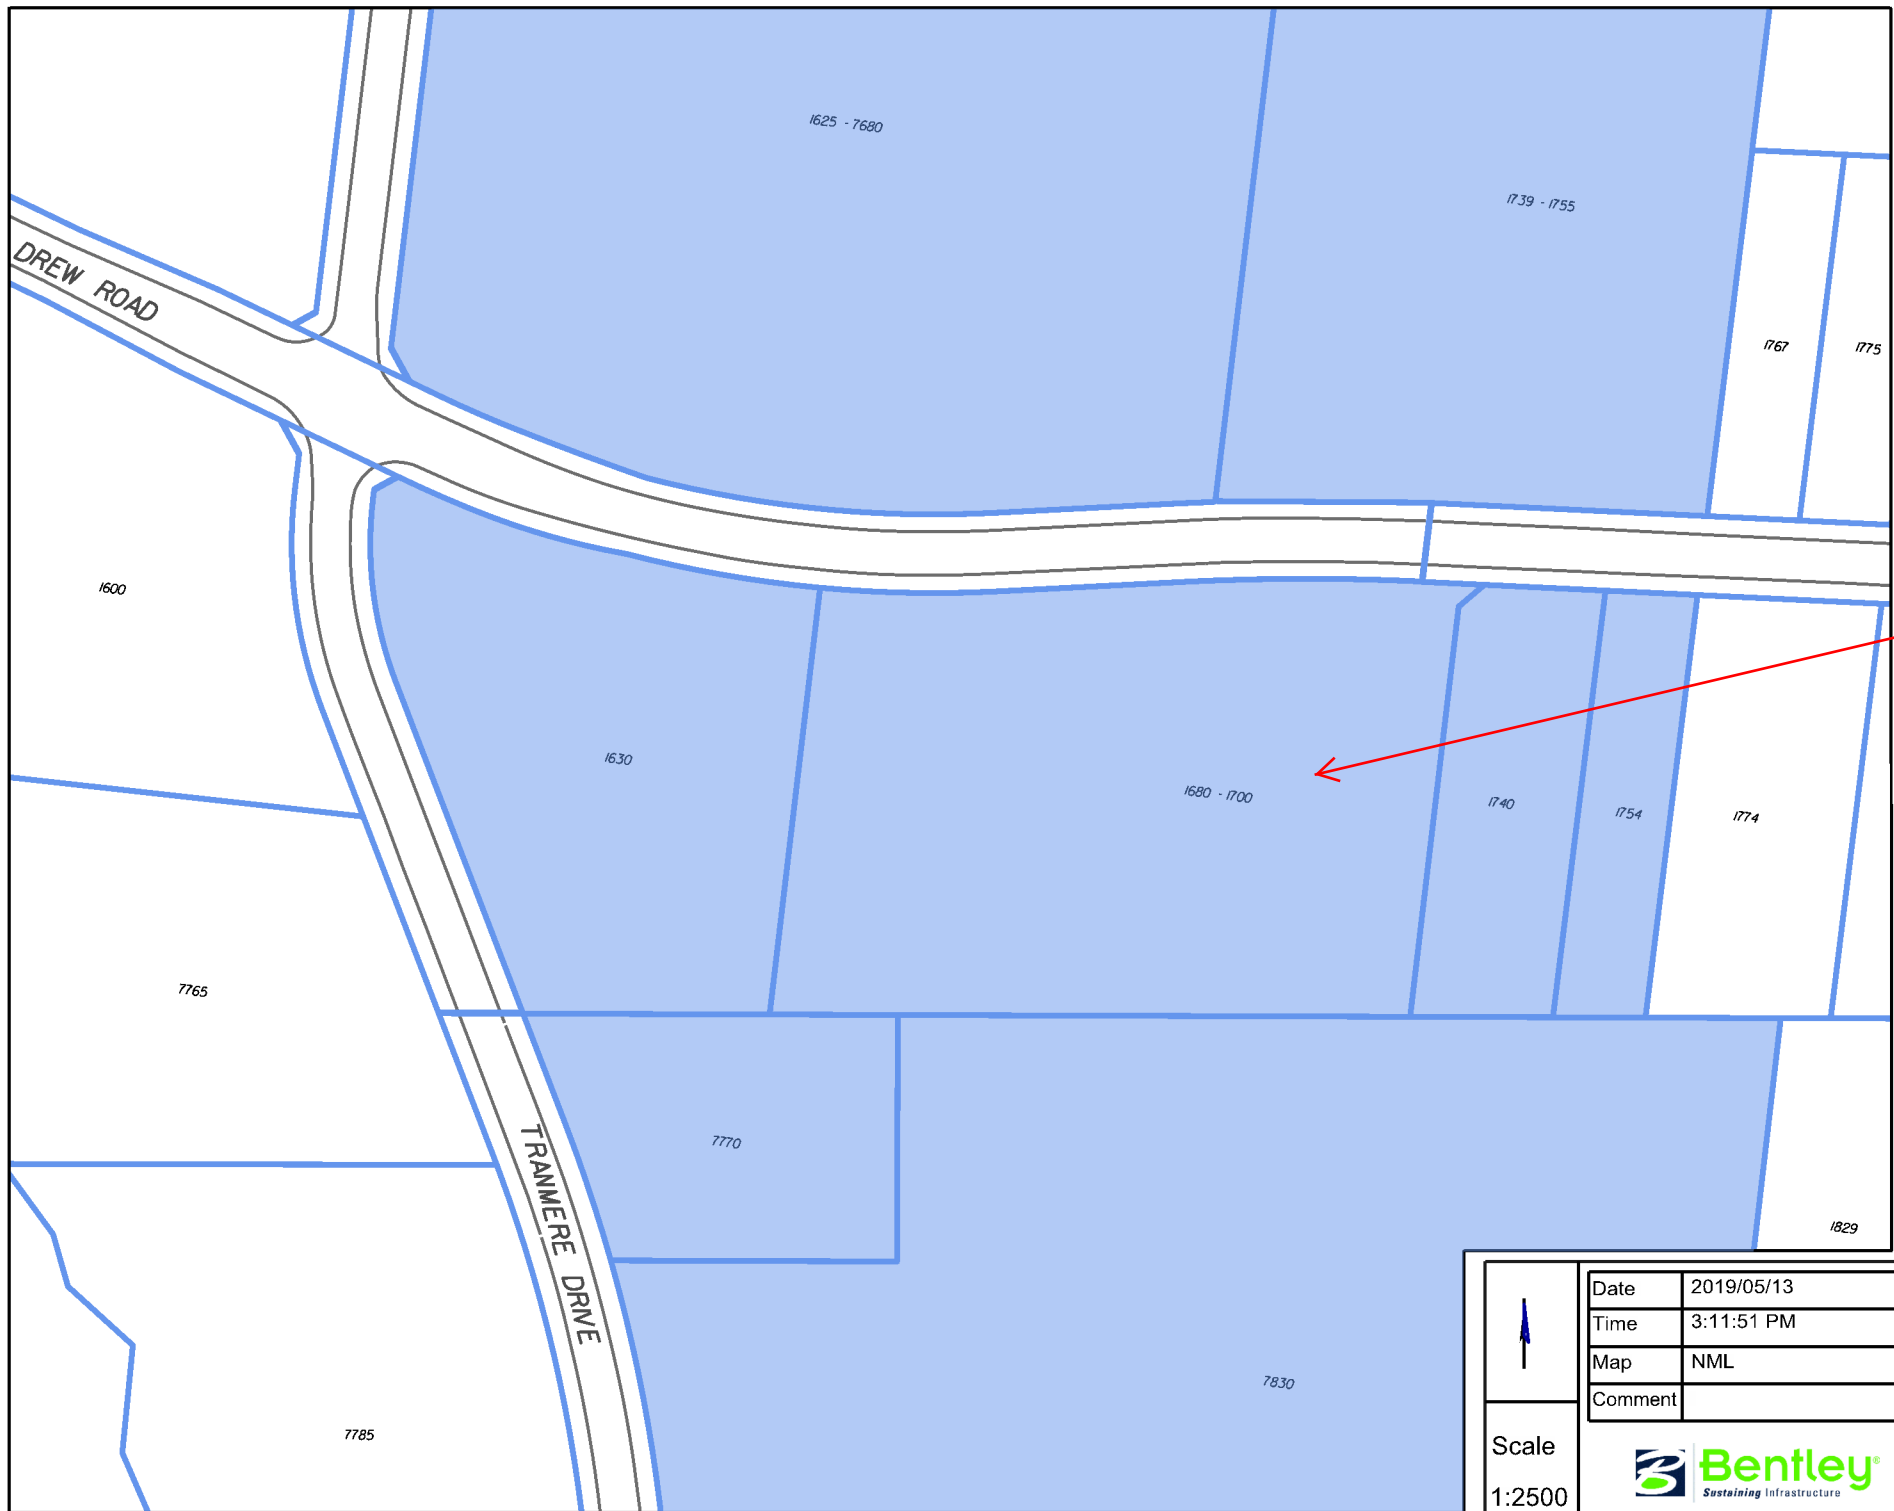 1625 - 7680
1739 - 1755
DREW ROAD
1767
1775
1600
1630
1680 - 1700
1740
1754
1774
7765
7770
TRANMERE DRIVE
1829
7830
7785
Date 2019/05/13
Time 3:11:51 PM
Map NML
Comment
Scale
1:2500
Bentley®
Sustaining Infrastructure